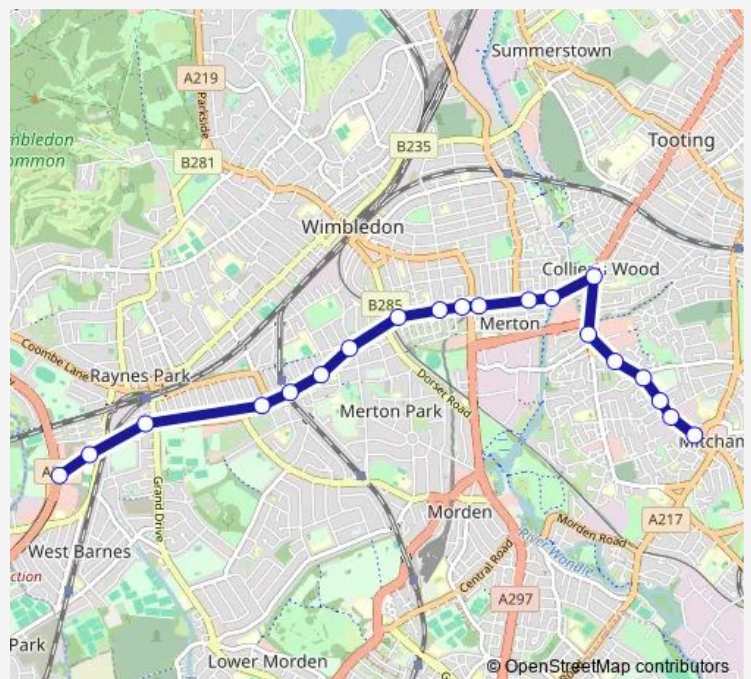 Summerstown
A219
Parkside
Tooting
mbledon
ommon
B281
B235
Wimbledon
Colliers Wood
B285
Merton
Coombe Lane
Raynes Park
Dorset Road
Merton Park
Mitcham
Grand Drive
West Barnes
ction
Morden
A217
Morden Road
River Wandle
Central Road
A297
Park
Lower Morden
© OpenStreetMap contributors